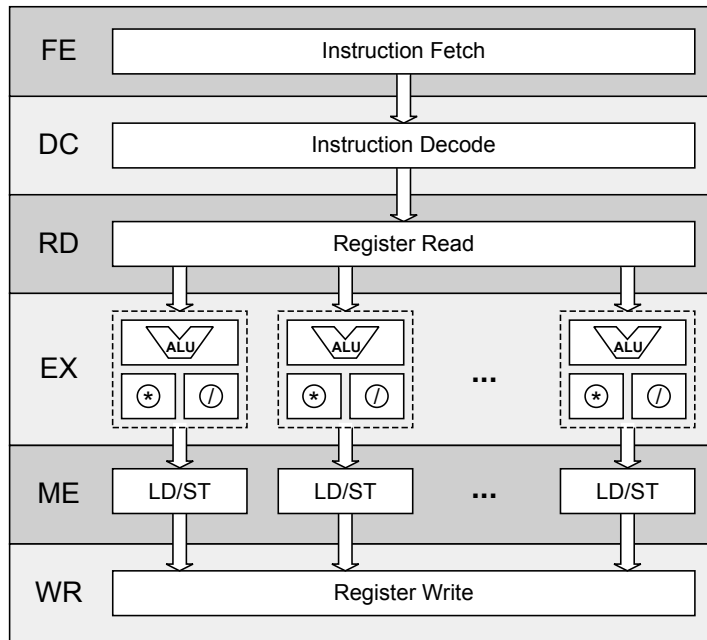 FE Instruction Fetch
DC Instruction Decode
RD Register Read
EX ALU ALU ... ALU
* / * / * /
ME LD/ST LD/ST ... LD/ST
WR Register Write